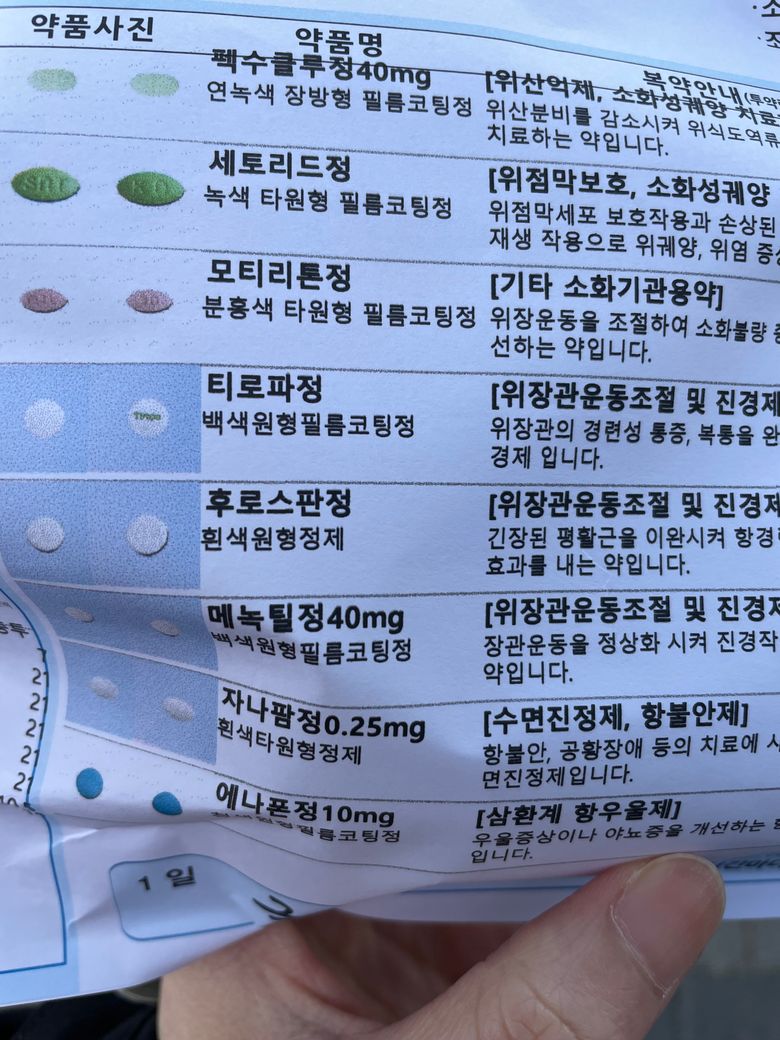 약품사진 약품명 복약안내
펙수클루정40mg [위산억제, 소화성궤양 치료
연녹색 장방형 필름코팅정 위산분비를 감소시켜 위식도역류
치료하는 약입니다.
세토리드정 [위점막보호, 소화성궤양
녹색 타원형 필름코팅정 위점막세포 보호작용과 손상된
재생 작용으로 위궤양, 위염 증상
모티리톤정 [기타 소화기관용약]
분홍색 타원형 필름코팅정 위장운동을 조절하여 소화불량
선하는 약입니다.
티로파정 [위장관운동조절 및 진경제
Tropa
백색원형필름코팅정 위장관의 경련성 통증, 복통을 완
경제 입니다.
후로스판정 [위장관운동조절 및 진경제
흰색원형정제 긴장된 평활근을 이완시켜 항경
효과를 내는 약입니다.
메녹틸정40mg [위장관운동조절 및 진경제
백색원형필름코팅정 장관운동을 정상화 시켜 진경작
약입니다.
자나팜정0.25mg [수면진정제, 항불안제]
흰색타원형정제 항불안, 공황장애 등의 치료에 사
면진정제입니다.
에나폰정10mg [삼환계 항우울제]
필름코팅정 우울증상이나 야뇨증을 개선하는
입니다.
1 일